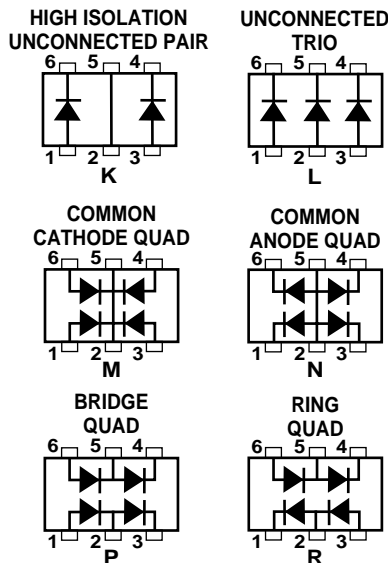 HIGH ISOLATION
UNCONNECTED PAIR
6 5 4
1 2 3
K
UNCONNECTED
TRIO
6 5 4
1 2 3
L
COMMON
CATHODE QUAD
6 5 4
1 2 3
M
COMMON
ANODE QUAD
6 5 4
1 2 3
N
BRIDGE
QUAD
6 5 4
1 2 3
P
RING
QUAD
6 5 4
1 2 3
R